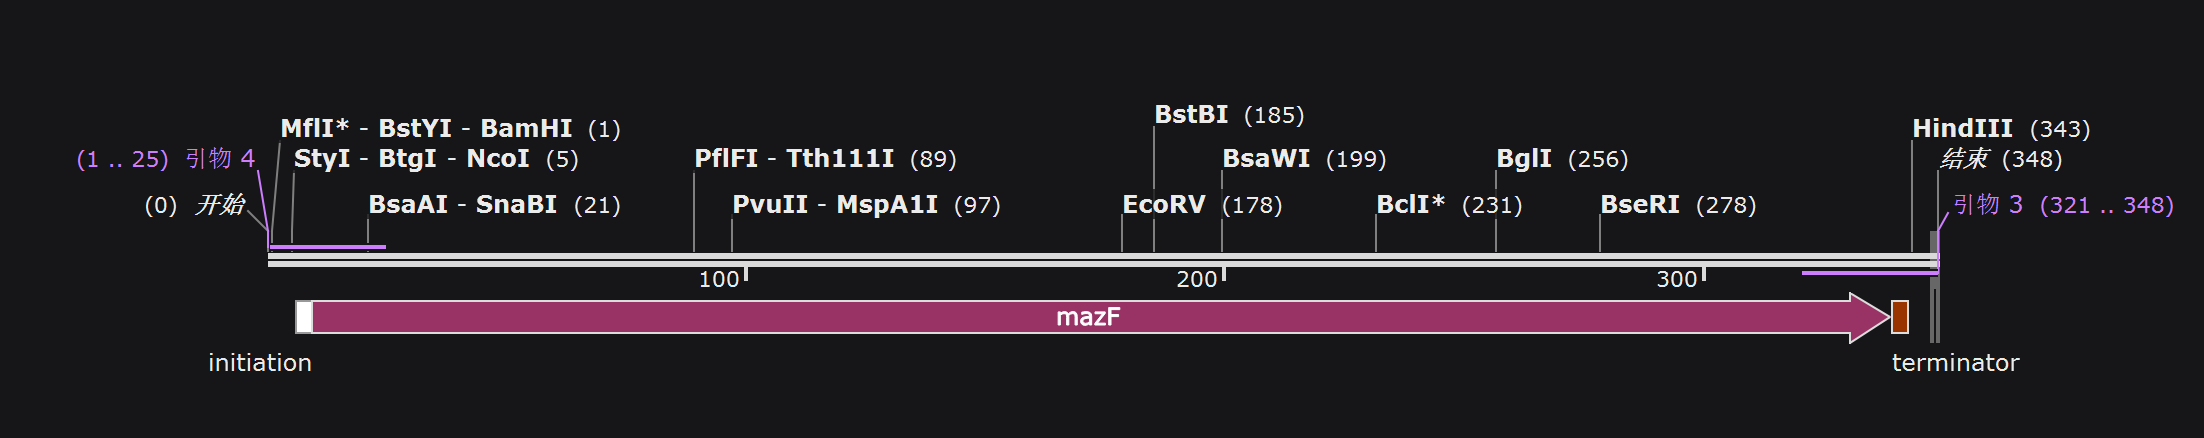 BstBI (185)
MflI* - BstYI - BamHI (1)
HindIII (343)
(1 .. 25) 引物 4
StyI - BtgI - NcoI (5)
PflFI - Tth111I (89)
BsaWI (199)
BglI (256)
结束 (348)
(0) 开始
BsaAI - SnaBI (21)
PvuII - MspA1I (97)
EcoRV (178)
BclI* (231)
BseRI (278)
引物 3 (321 .. 348)
100
200
300
mazF
initiation
terminator